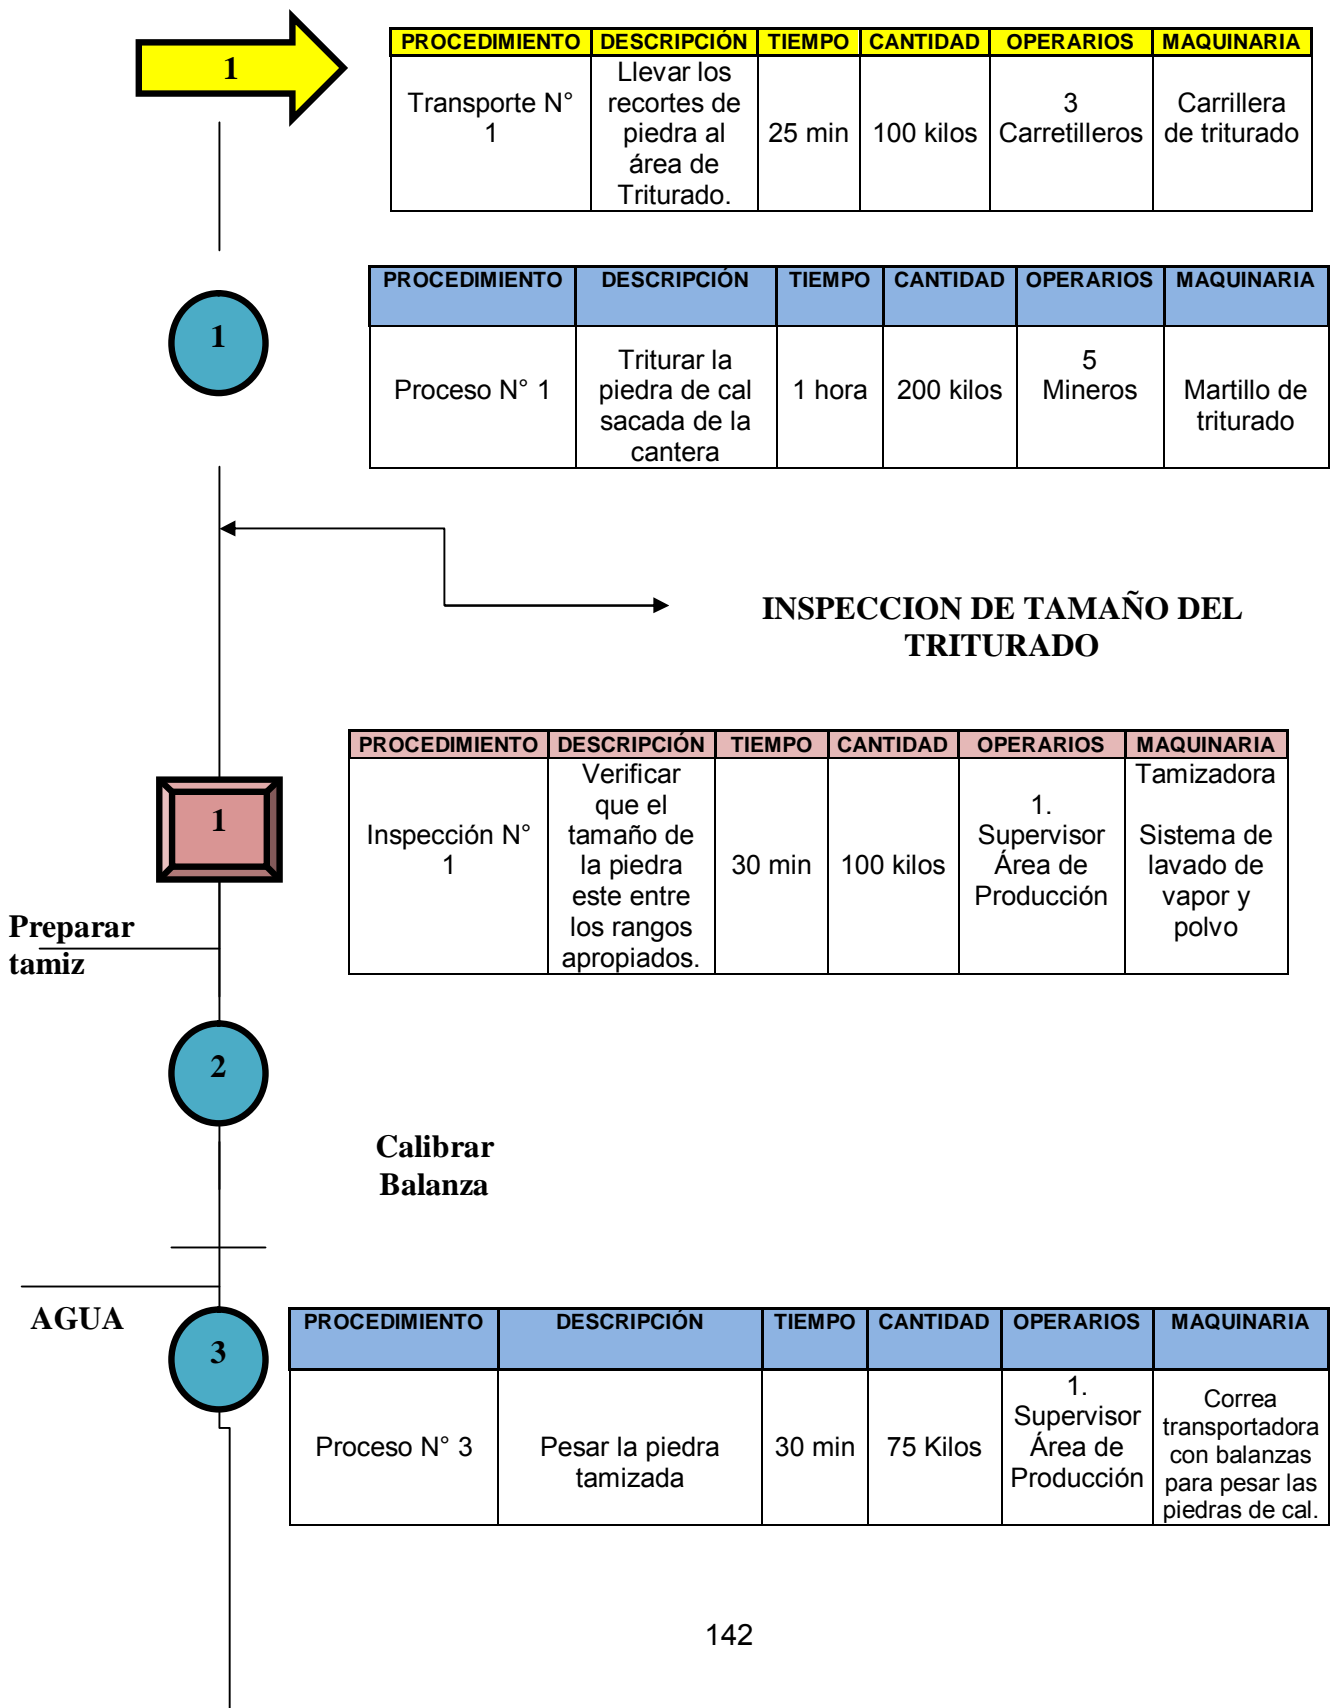 1
PROCEDIMIENTO DESCRIPCIÓN TIEMPO CANTIDAD OPERARIOS MAQUINARIA
Transporte N°
1
Llevar los
recortes de
piedra al
área de
Triturado.
25 min
100 kilos
3
Carretilleros
Carrillera
de triturado
1
PROCEDIMIENTO DESCRIPCIÓN TIEMPO CANTIDAD OPERARIOS MAQUINARIA
Proceso N° 1
Triturar la
piedra de cal
sacada de la
cantera
1 hora
200 kilos
5
Mineros
Martillo de
triturado
INSPECCION DE TAMAÑO DEL
TRITURADO
1
PROCEDIMIENTO DESCRIPCIÓN TIEMPO CANTIDAD OPERARIOS MAQUINARIA
Inspección N°
1
Verificar
que el
tamaño de
la piedra
este entre
los rangos
apropiados.
30 min
100 kilos
1.
Supervisor
Área de
Producción
Tamizadora
Sistema de
lavado de
vapor y
polvo
Preparar
tamiz
2
Calibrar
Balanza
AGUA
3
PROCEDIMIENTO DESCRIPCIÓN TIEMPO CANTIDAD OPERARIOS MAQUINARIA
Proceso N° 3
Pesar la piedra
tamizada
30 min
75 Kilos
1.
Supervisor
Área de
Producción
Correa
transportadora
con balanzas
para pesar las
piedras de cal.
142